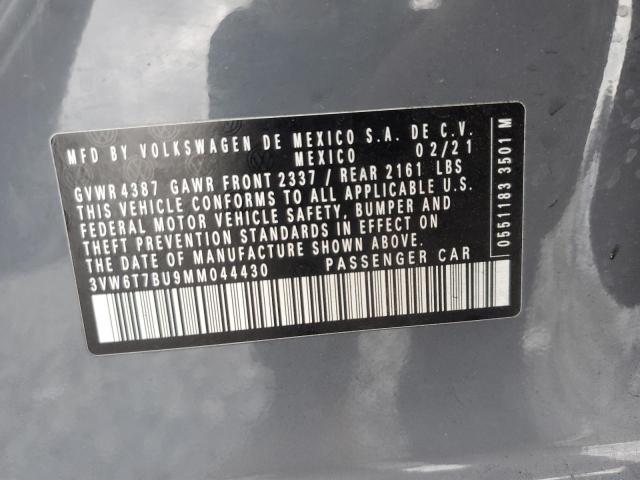 MFD BY VOLKSWAGEN DE MEXICO S.A. DE C.V.
MEXICO 02/21
GVWR 4387 GAWR FRONT 2337 / REAR 2161 LBS
THIS VEHICLE CONFORMS TO ALL APPLICABLE U.S.
FEDERAL MOTOR VEHICLE SAFETY, BUMPER AND
THEFT PREVENTION STANDARDS IN EFFECT ON
THE DATE OF MANUFACTURE SHOWN ABOVE.
3VW6T7BU9MM044430 PASSENGER CAR
0551183 3501 M